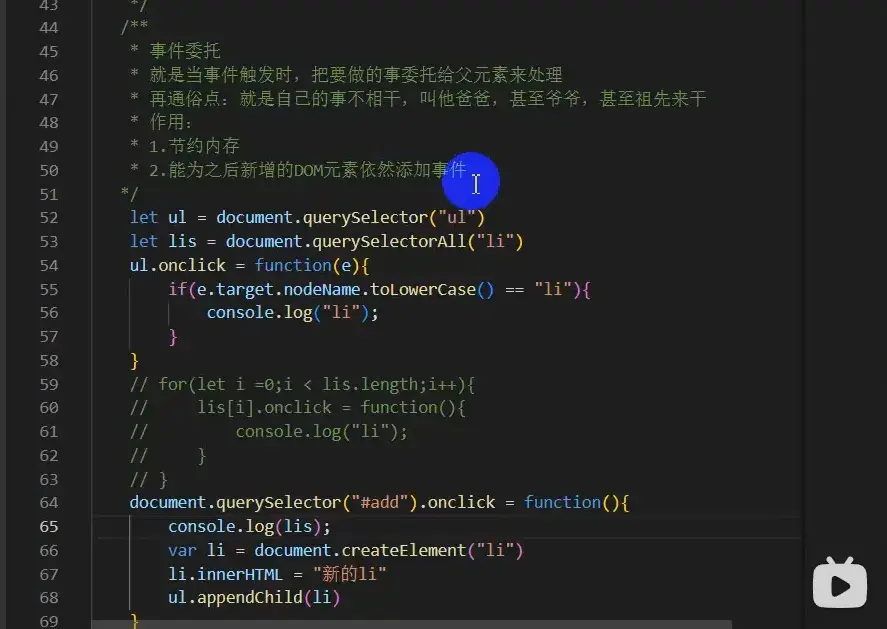 43 */
44 /**
45 * 事件委托
46 * 就是当事件触发时，把要做的事委托给父元素来处理
47 * 再通俗点：就是自己的事不相干，叫他爸爸，甚至爷爷，甚至祖先来干
48 * 作用：
49 * 1.节约内存
50 * 2.能为之后新增的DOM元素依然添加事件
51 */
52 let ul = document.querySelector("ul")
53 let lis = document.querySelectorAll("li")
54 ul.onclick = function(e){
55 if(e.target.nodeName.toLowerCase() == "li"){
56 console.log("li");
57 }
58 }
59 // for(let i =0;i < lis.length;i++){
60 // lis[i].onclick = function(){
61 // console.log("li");
62 // }
63 // }
64 document.querySelector("#add").onclick = function(){
65 console.log(lis);
66 var li = document.createElement("li")
67 li.innerHTML = "新的li"
68 ul.appendChild(li)
69 }